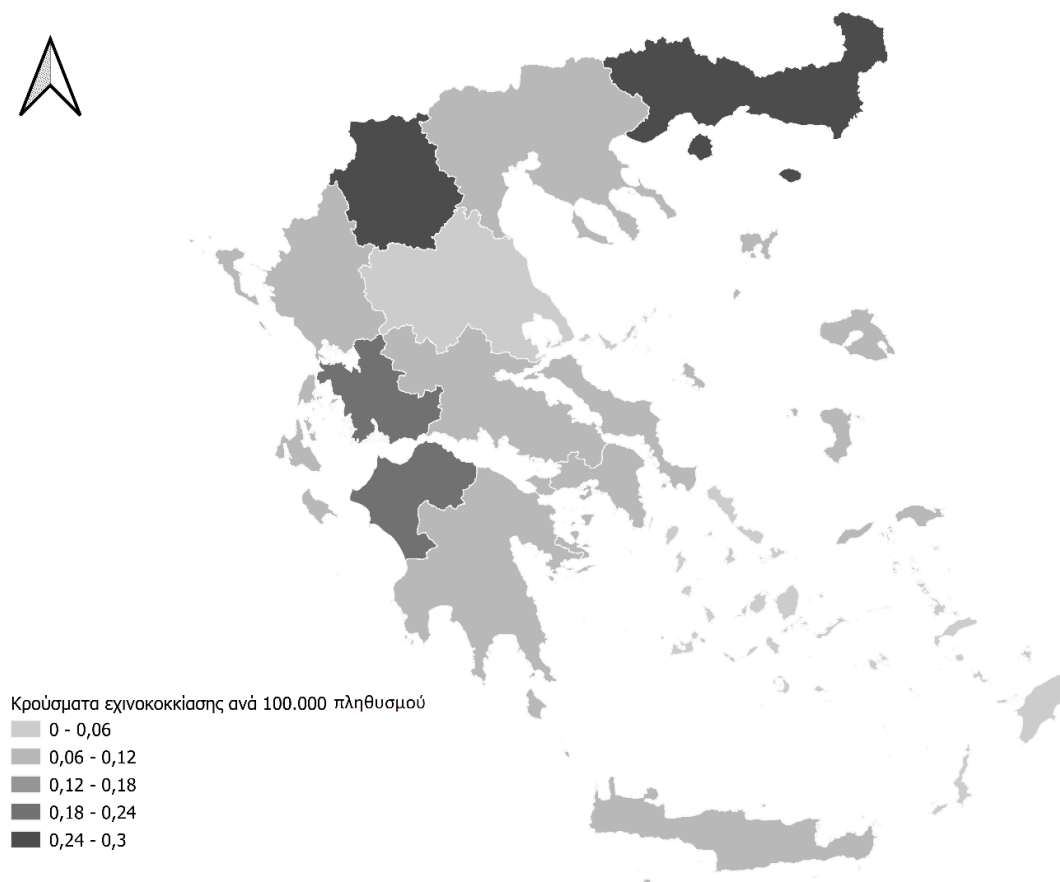 Κρούσματα εχινοκοκκίασης ανά 100.000 πληθυσμού
0 - 0,06
0,06 - 0,12
0,12 - 0,18
0,18 - 0,24
0,24 - 0,3